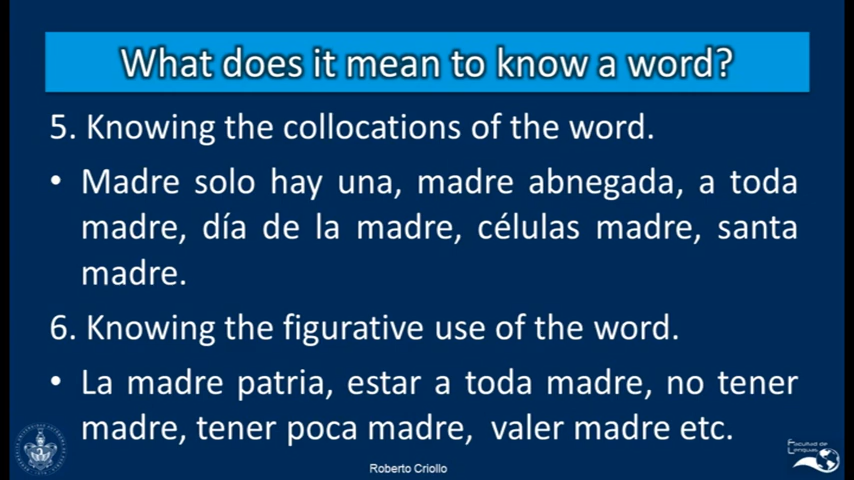 What does it mean to know a word?
5. Knowing the collocations of the word.
• Madre solo hay una, madre abnegada, a toda
madre, día de la madre, células madre, santa
madre.
6. Knowing the figurative use of the word.
• La madre patria, estar a toda madre, no tener
madre, tener poca madre, valer madre etc.
Facultad de
Lenguas
Roberto Criollo